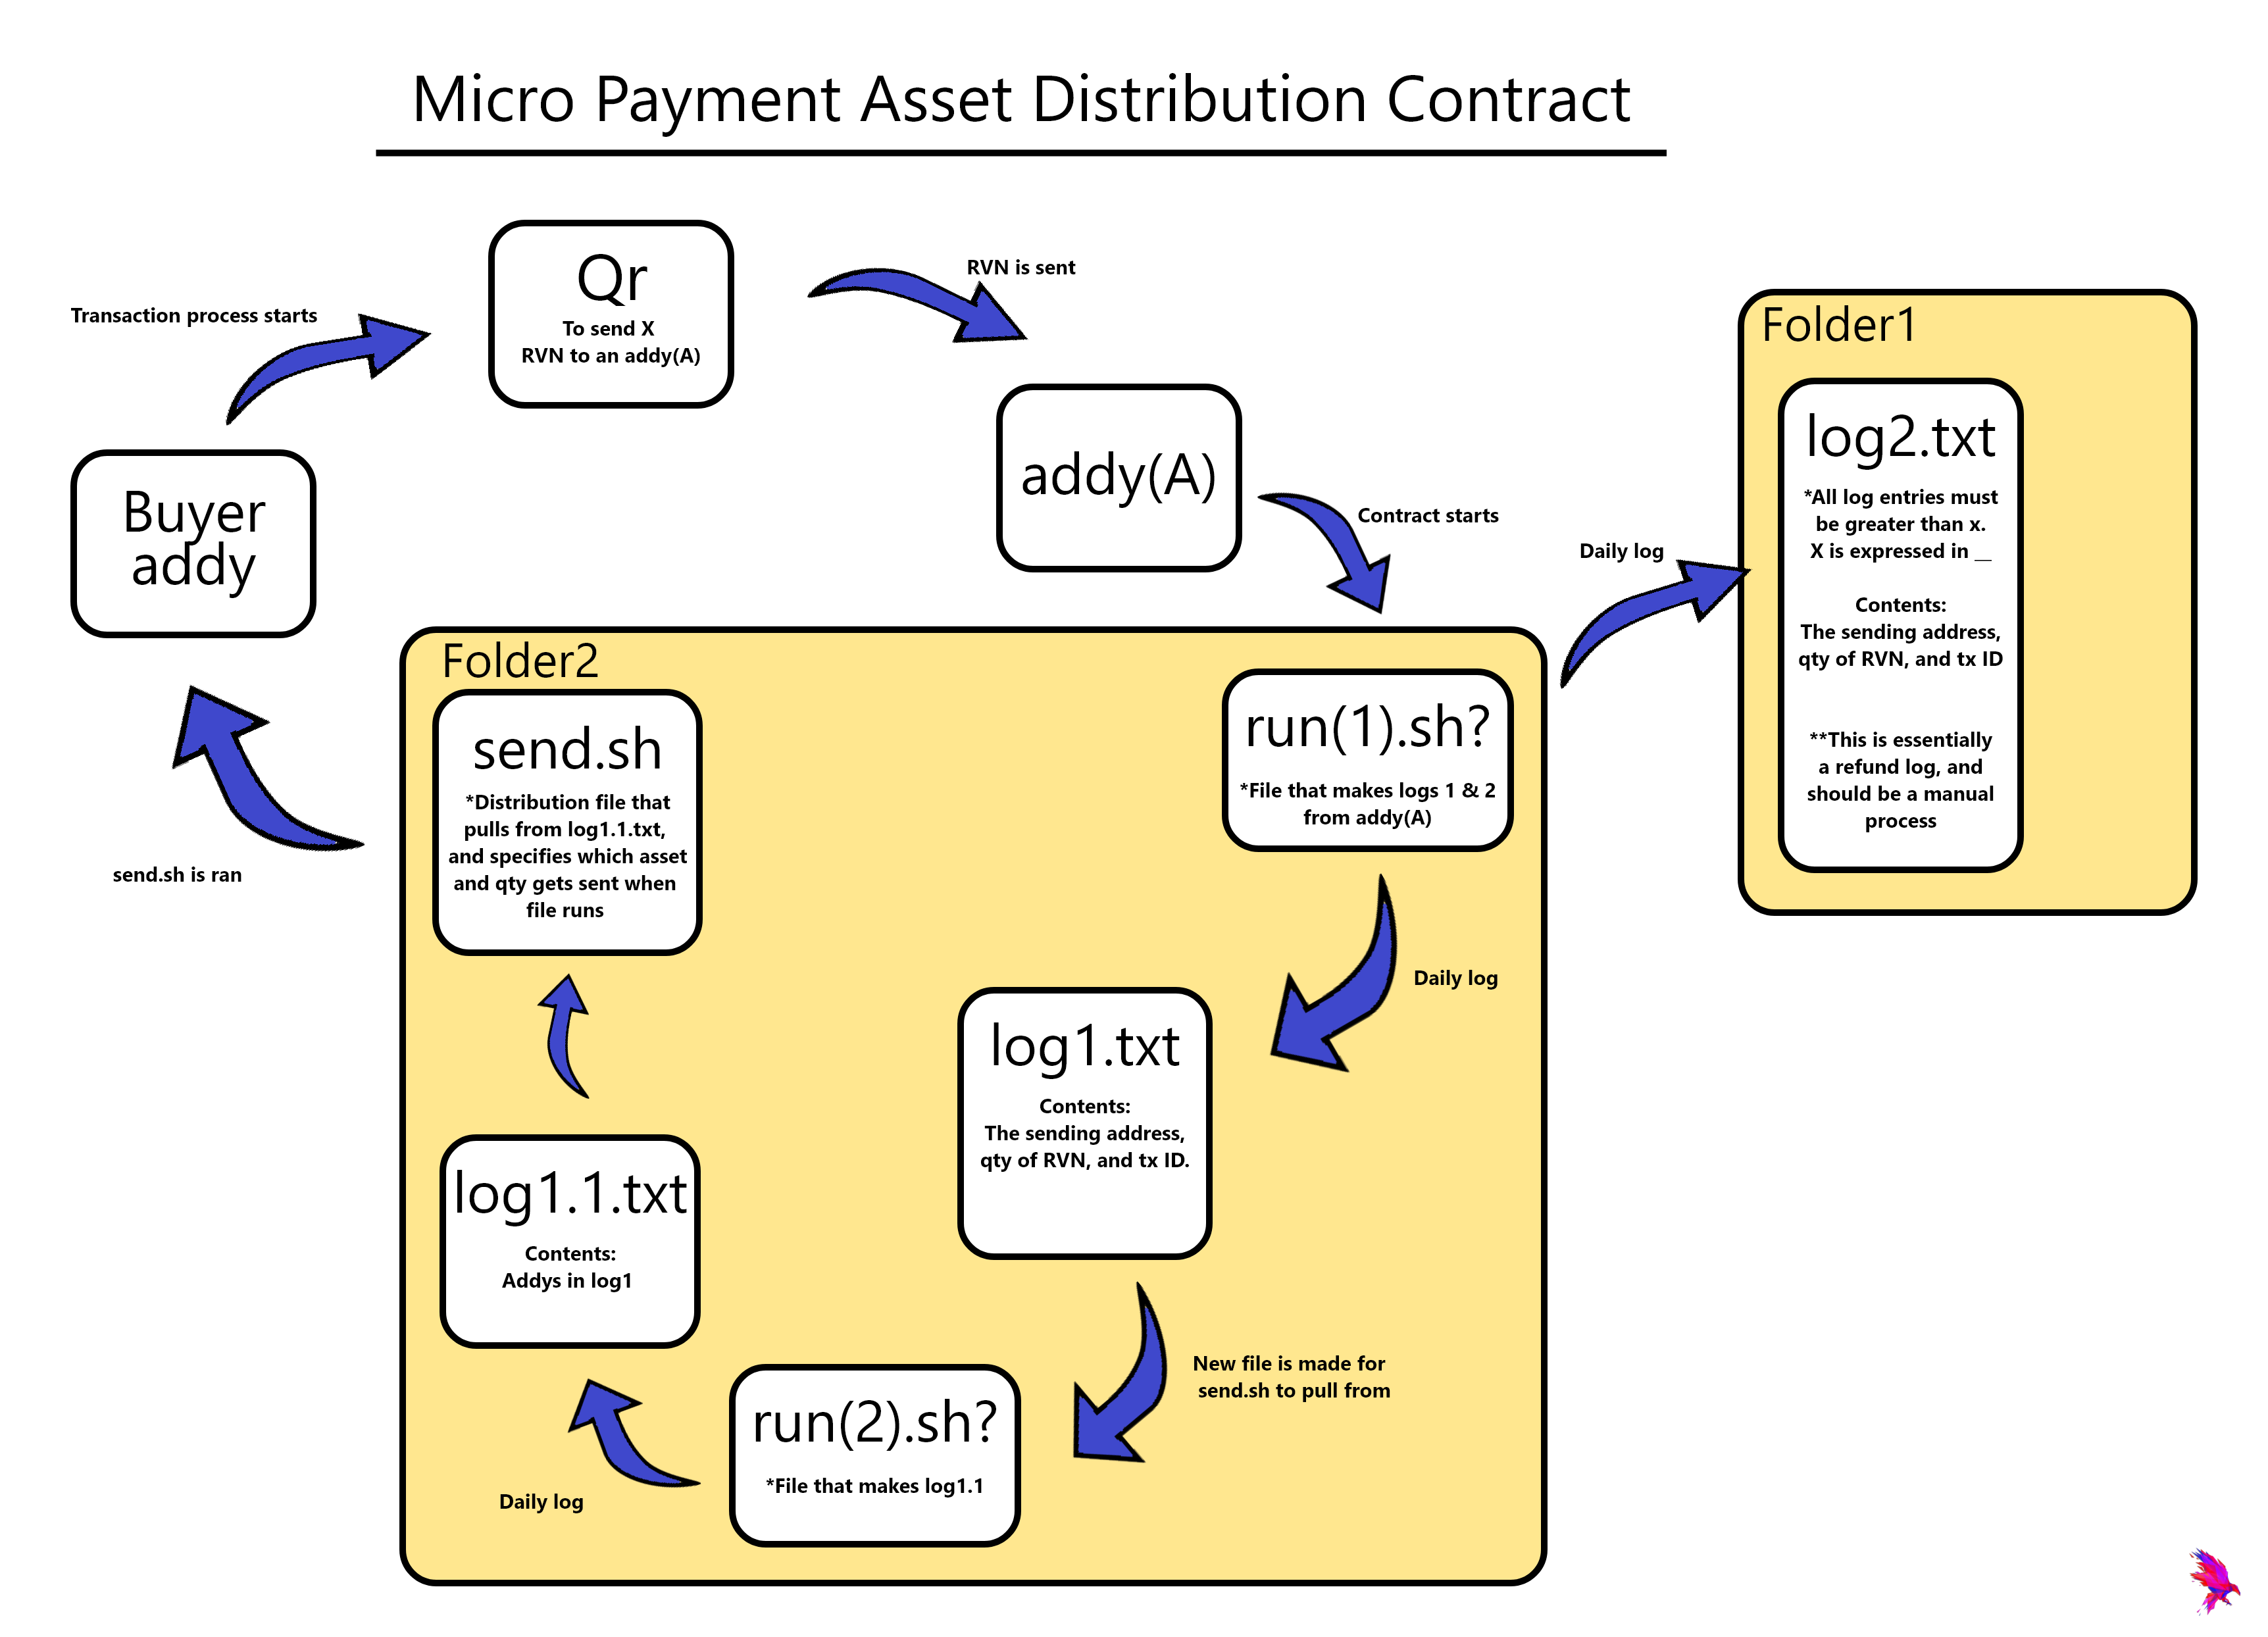 Micro Payment Asset Distribution Contract
Transaction process starts
Qr
To send X
RVN to an addy(A)
RVN is sent
Buyer
addy
addy(A)
Contract starts
Daily log
Folder1
log2.txt
*All log entries must
be greater than x.
X is expressed in __
Contents:
The sending address,
qty of RVN, and tx ID
**This is essentially
a refund log, and
should be a manual
process
Folder2
run(1).sh?
*File that makes logs 1 & 2
from addy(A)
Daily log
log1.txt
Contents:
The sending address,
qty of RVN, and tx ID.
New file is made for
send.sh to pull from
run(2).sh?
*File that makes log1.1
Daily log
log1.1.txt
Contents:
Addys in log1
send.sh
*Distribution file that
pulls from log1.1.txt,
and specifies which asset
and qty gets sent when
file runs
send.sh is ran